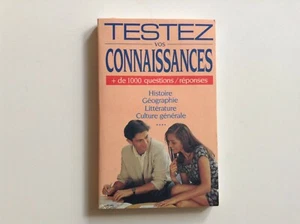 TESTEZ
VOS
CONNAISSANCES
+ de 1000 questions / réponses
Histoire
Géographie
Littérature
Culture générale
....